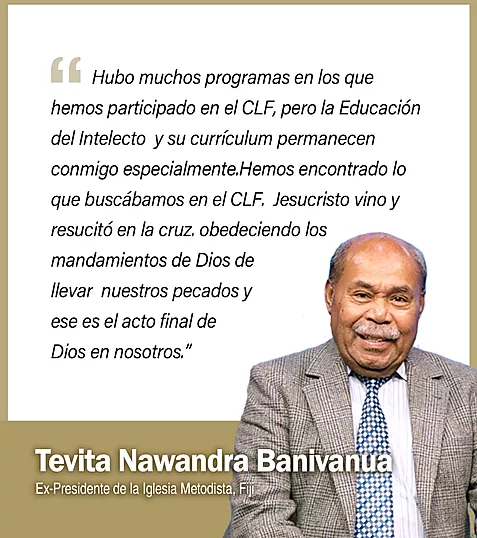 “ Hubo muchos programas en los que
hemos participado en el CLF, pero la Educación
del Intelecto y su currículum permanecen
conmigo especialmente.Hemos encontrado lo
que buscábamos en el CLF. Jesucristo vino y
resucitó en la cruz. obedeciendo los
mandamientos de Dios de
llevar nuestros pecados y
ese es el acto final de
Dios en nosotros.”
Tevita Nawandra Banivanua
Ex-Presidente de la Iglesia Metodista, Fiji